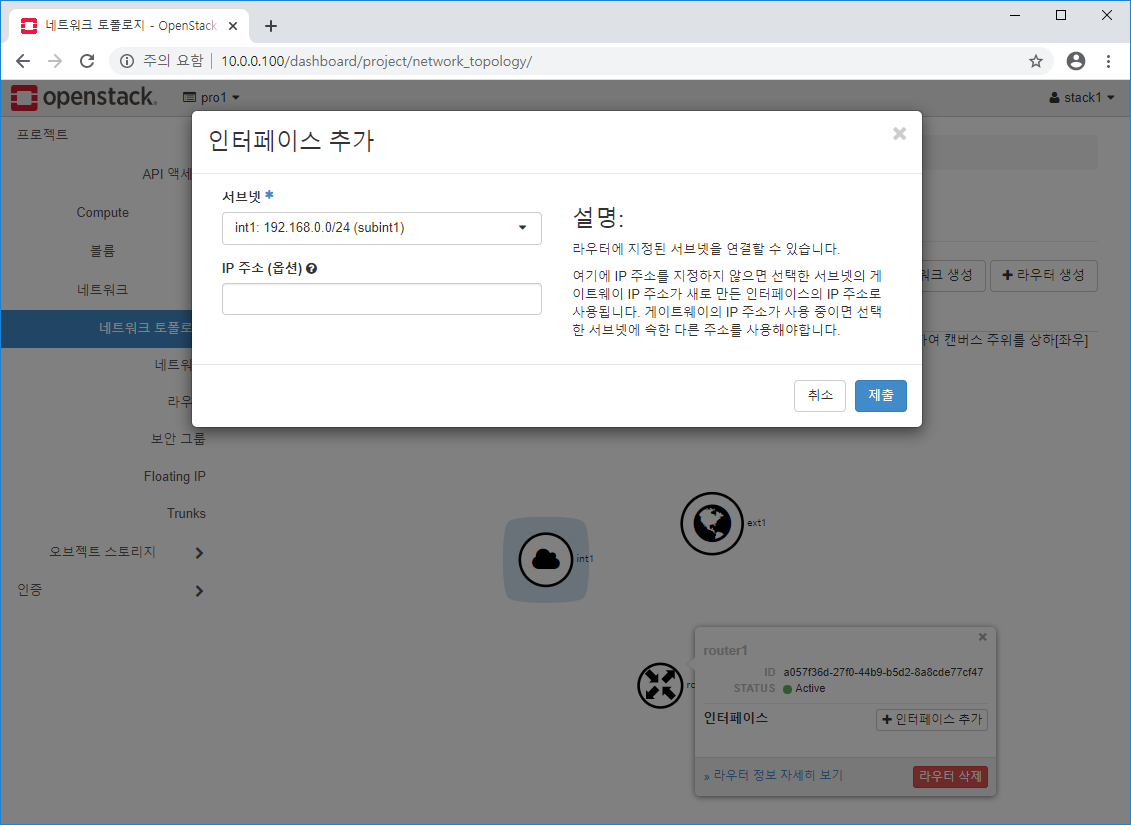 네트워크 토폴로지 - OpenStack
주의 요함 | 10.0.0.100/dashboard/project/network_topology/
openstack.
pro1
stack1
프로젝트
API 액세
Compute
볼륨
네트워크
네트워크 토폴로
네트워
라우
보안 그룹
Floating IP
Trunks
오브젝트 스토리지
인증
인터페이스 추가
서브넷 *
int1: 192.168.0.0/24 (subint1)
IP 주소 (옵션)
설명:
라우터에 지정된 서브넷을 연결할 수 있습니다.
여기에 IP 주소를 지정하지 않으면 선택한 서브넷의 게
이트웨이 IP 주소가 새로 만든 인터페이스의 IP 주소로
사용됩니다. 게이트웨이의 IP 주소가 사용 중이면 선택
한 서브넷에 속한 다른 주소를 사용해야합니다.
취소
제출
워크 생성
+ 라우터 생성
하여 캔버스 주위를 상하[좌우]
ext1
int1
ro
router1
ID a057f36d-27f0-44b9-b5d2-8a8cde77cf47
STATUS Active
인터페이스
+ 인터페이스 추가
» 라우터 정보 자세히 보기
라우터 삭제